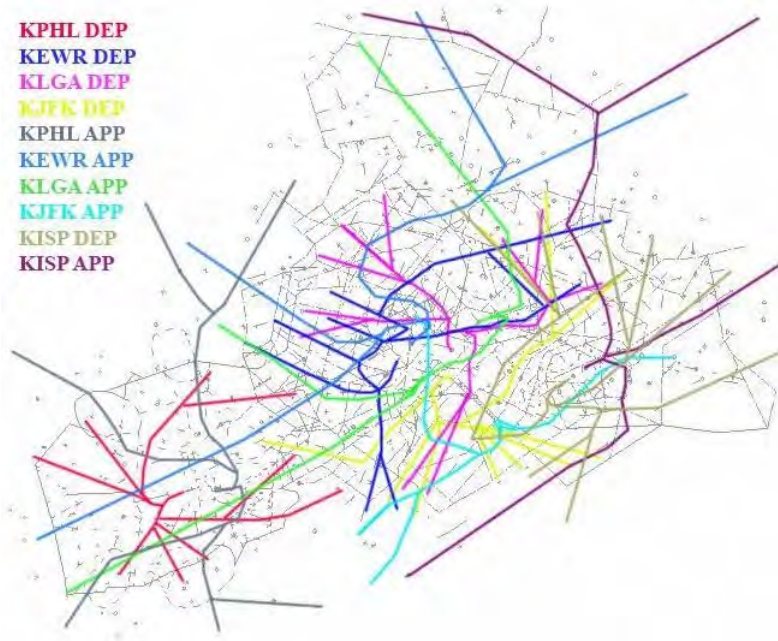 KPHL DEP
KEWR DEP
KLGA DEP
KJFK DEP
KPHL APP
KEWR APP
KLGA APP
KJFK APP
KISP DEP
KISP APP